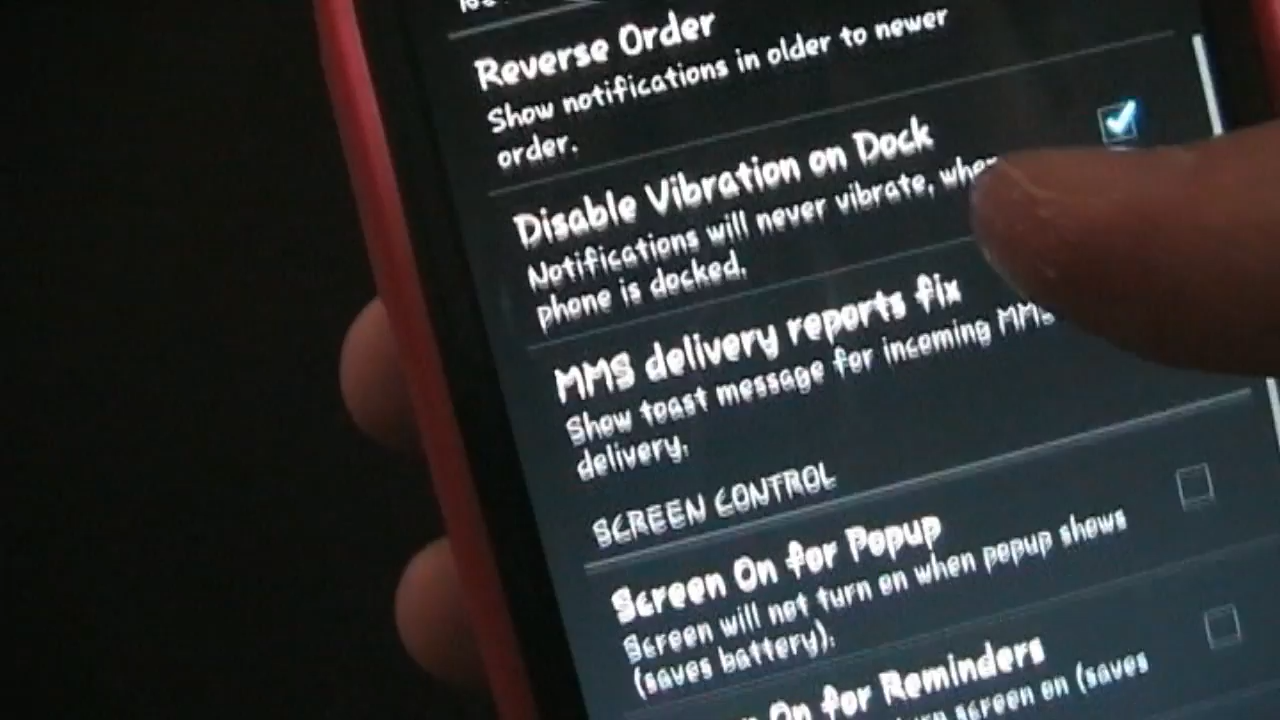 Reverse Order
Show notifications in older to newer
order.
Disable Vibration on Dock
Notifications will never vibrate, when
phone is docked.
MMS delivery reports fix
Show toast message for incoming MMS
delivery.
SCREEN CONTROL
Screen On for Popup
Screen will not turn on when popup shows
(saves battery).
On for Reminders
screen on (saves